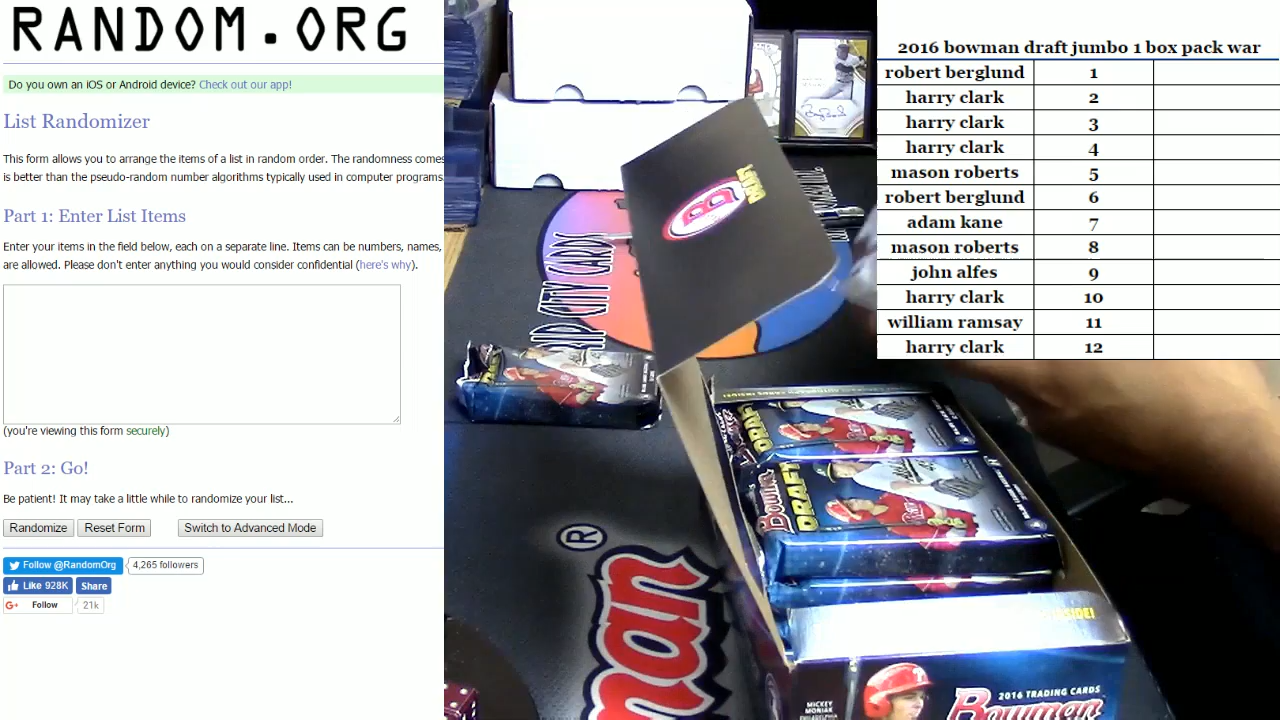 RANDOM.ORG
Do you own an iOS or Android device? Check out our app!
List Randomizer
This form allows you to arrange the items of a list in random order. The randomness comes
is better than the pseudo-random number algorithms typically used in computer programs
Part 1: Enter List Items
Enter your items in the field below, each on a separate line. Items can be numbers, names,
are allowed. Please don't enter anything you would consider confidential (here's why).
(you're viewing this form securely)
Part 2: Go!
Be patient! It may take a little while to randomize your list...
Randomize Reset Form Switch to Advanced Mode
Follow @RandomOrg 4,265 followers
Like 928K Share
G+ Follow 21k
2016 bowman draft jumbo 1 box pack war
robert berglund 1
harry clark 2
harry clark 3
harry clark 4
mason roberts 5
robert berglund 6
adam kane 7
mason roberts 8
john alfes 9
harry clark 10
william ramsay 11
harry clark 12
B
CITY CARDS
DRAFT
Bowman
DRAFT
INSIDE!
2016 TRADING CARDS
Bowman
MICKEY
MONIAK
PHILADELPHIA
man
®